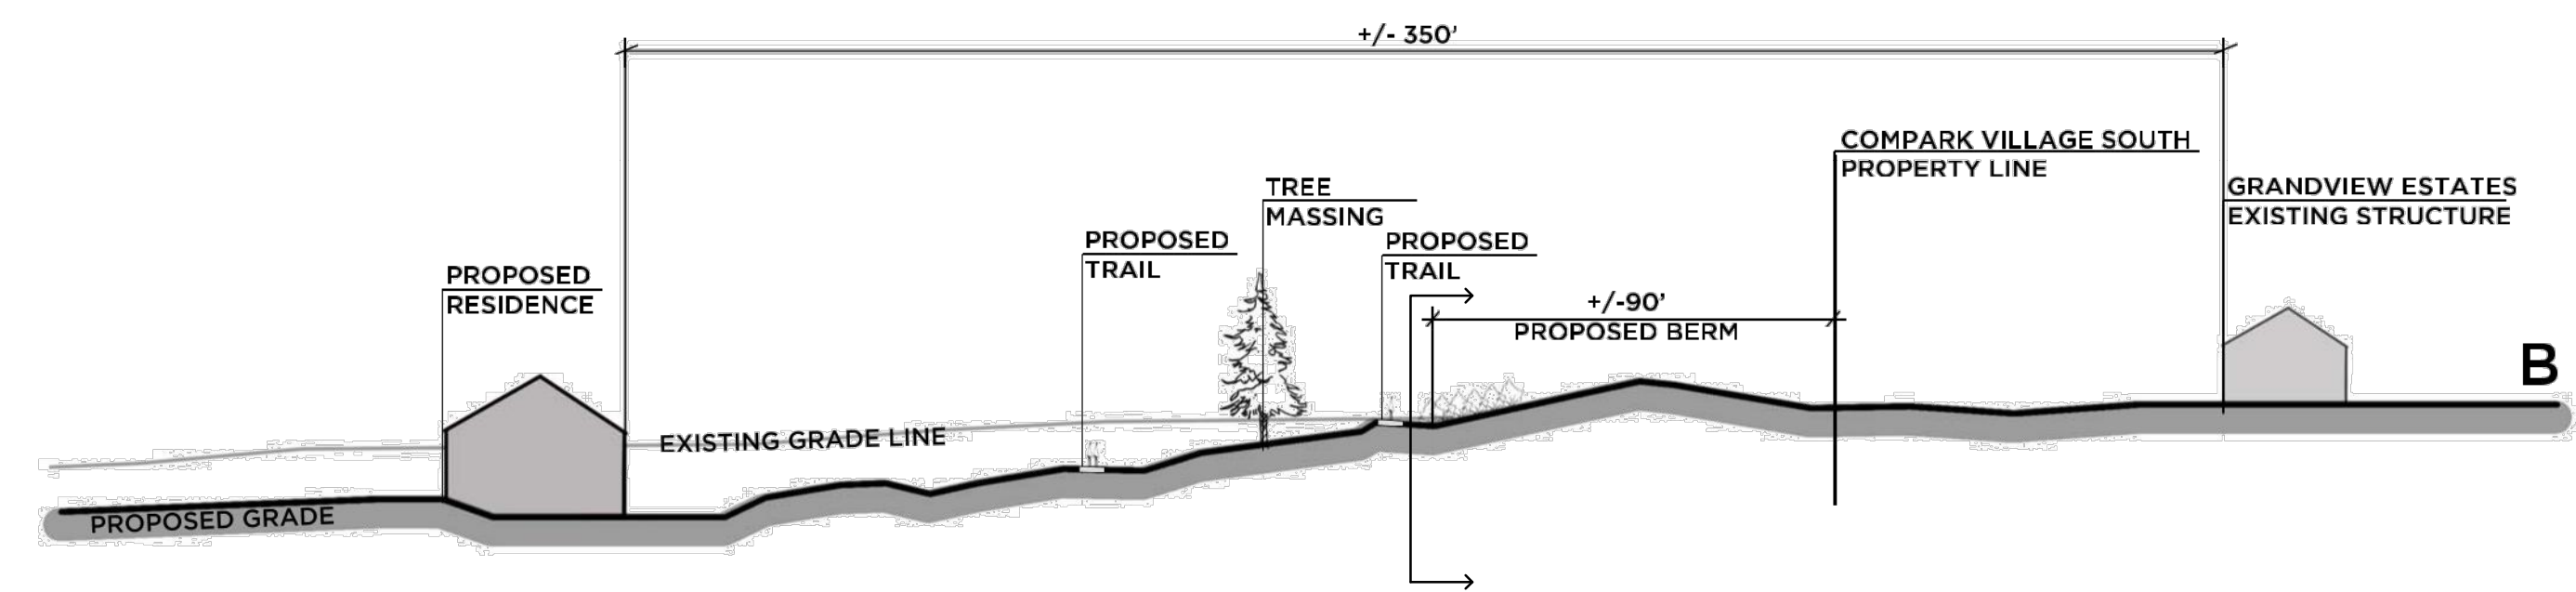 +/- 350'
COMPARK VILLAGE SOUTH
PROPERTY LINE
GRANDVIEW ESTATES
EXISTING STRUCTURE
TREE
MASSING
PROPOSED
TRAIL
PROPOSED
TRAIL
PROPOSED
RESIDENCE
+/-90'
PROPOSED BERM
B
EXISTING GRADE LINE
PROPOSED GRADE